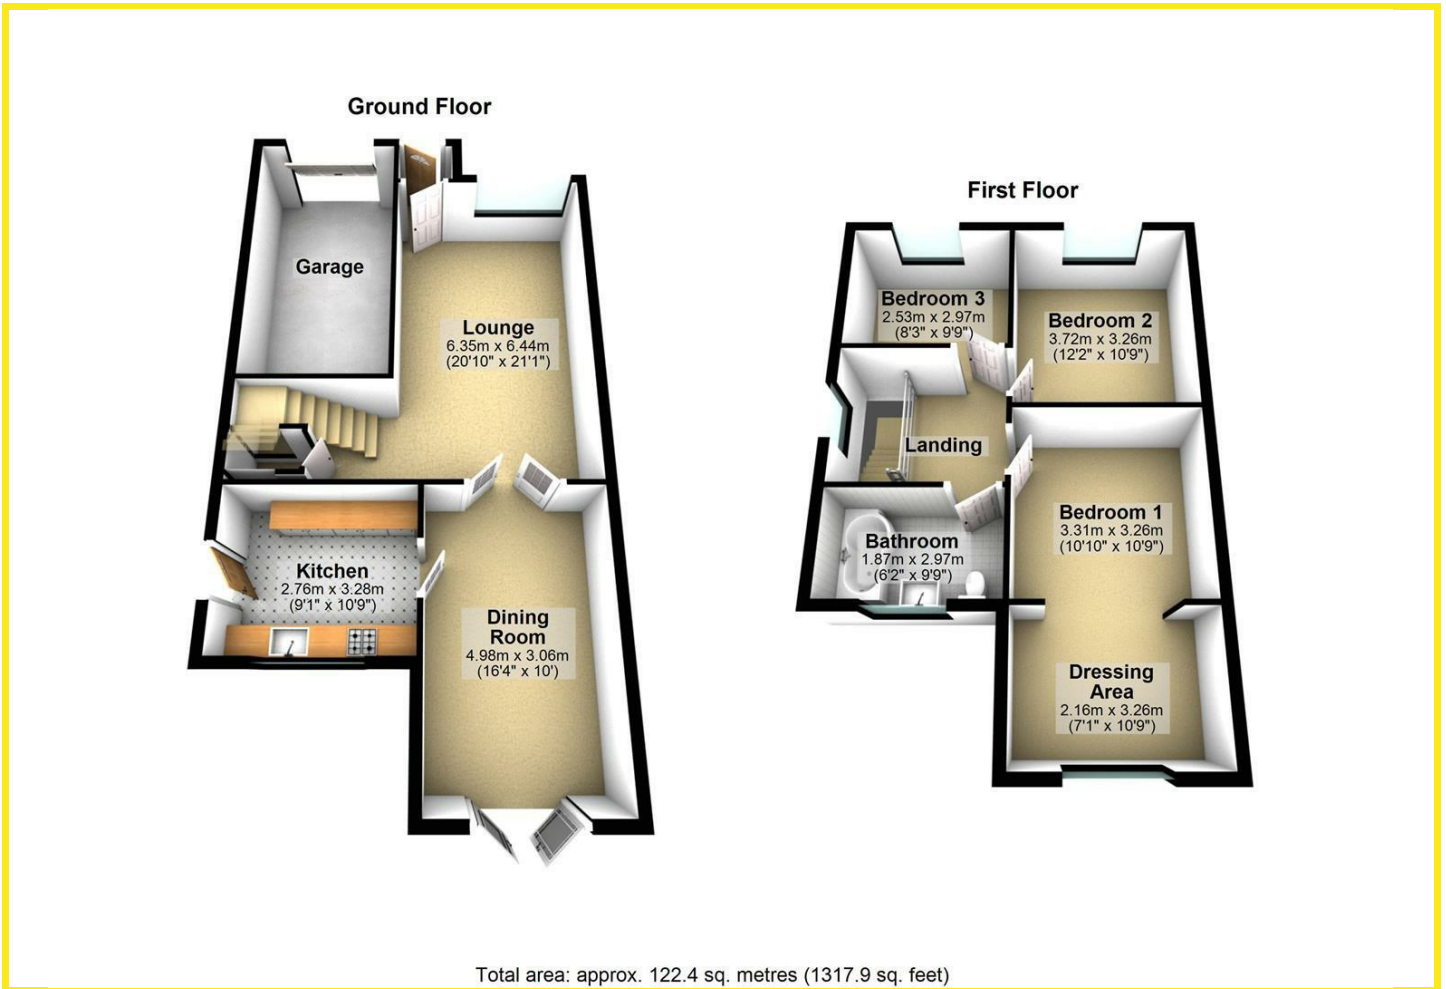 Ground Floor
Garage
Lounge
6.35m x 6.44m
(20'10" x 21'1")
Kitchen
2.76m x 3.28m
(9'1" x 10'9")
Dining
Room
4.98m x 3.06m
(16'4" x 10')
First Floor
Bedroom 3
2.53m x 2.97m
(8'3" x 9'9")
Bedroom 2
3.72m x 3.26m
(12'2" x 10'9")
Landing
Bedroom 1
3.31m x 3.26m
(10'10" x 10'9")
Bathroom
1.87m x 2.97m
(6'2" x 9'9")
Dressing
Area
2.16m x 3.26m
(7'1" x 10'9")
Total area: approx. 122.4 sq. metres (1317.9 sq. feet)